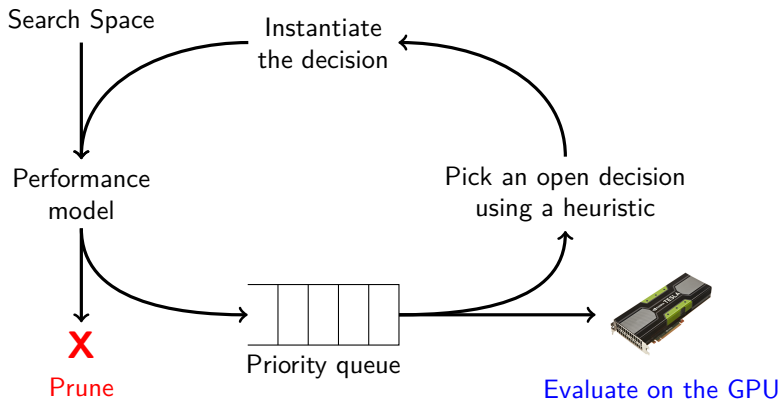 Search Space
Instantiate
the decision
Performance
model
Pick an open decision
using a heuristic
TESLA
X
Prune
Priority queue
Evaluate on the GPU